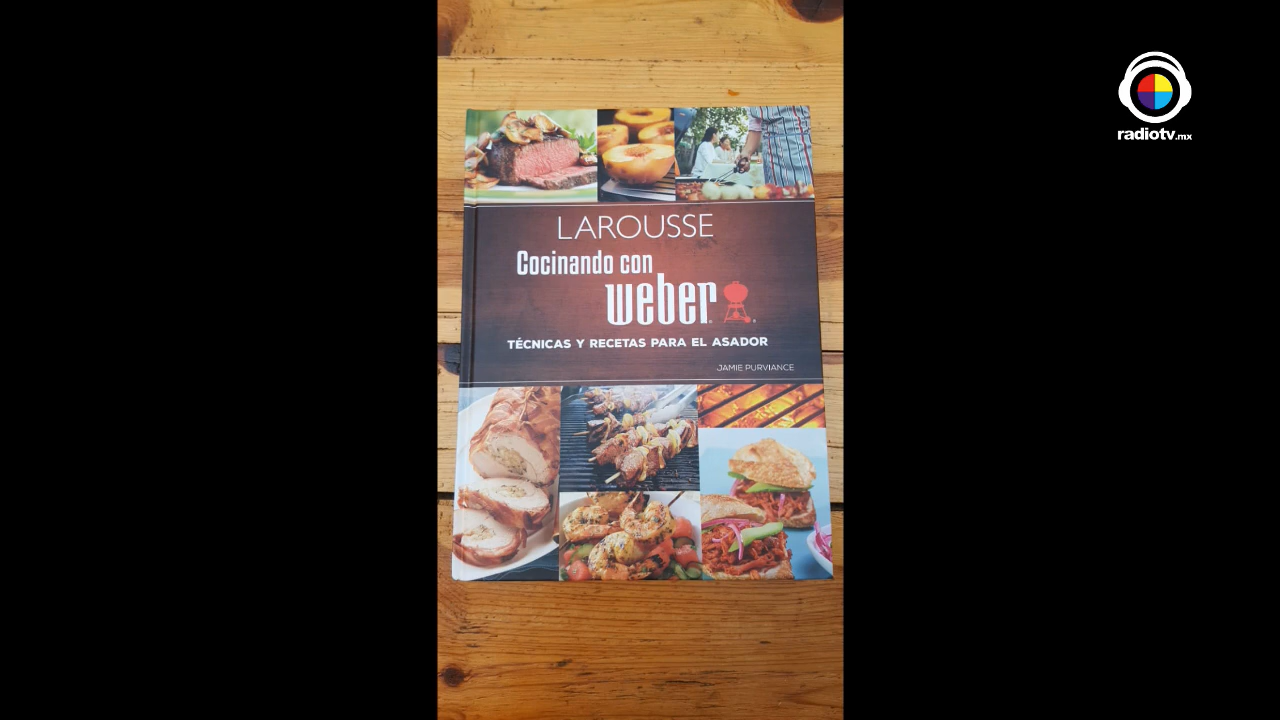 radiotv.mx
LAROUSSE
Cocinando con
weber
TÉCNICAS Y RECETAS PARA EL ASADOR
JAMIE PURVIANCE